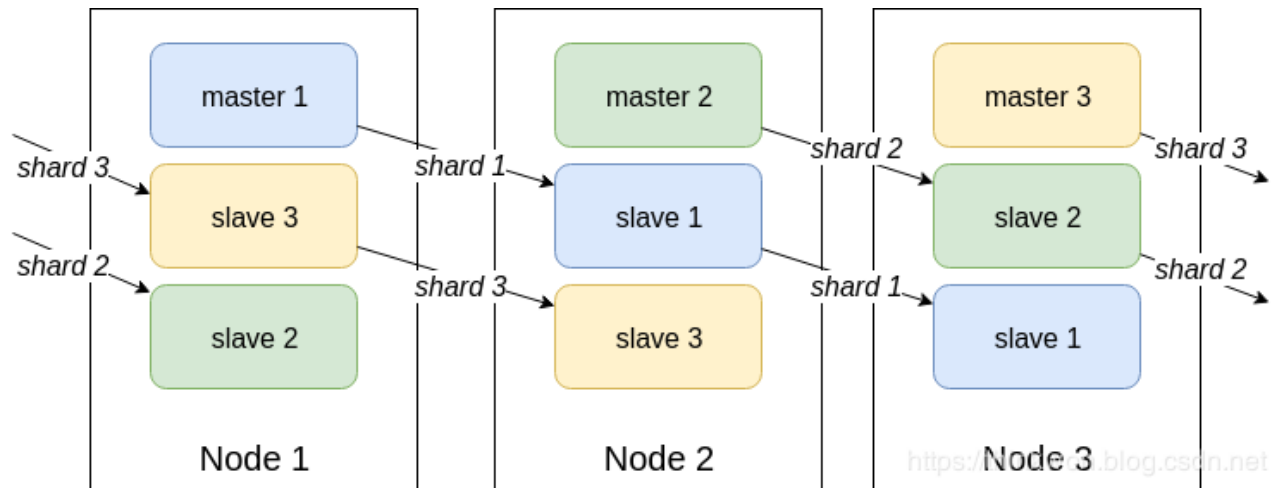 master 1
master 2
master 3
shard 3
shard 1
shard 2
shard 3
slave 3
slave 1
slave 2
shard 2
shard 3
shard 1
shard 2
slave 2
slave 3
slave 1
Node 1
Node 2
Node 3